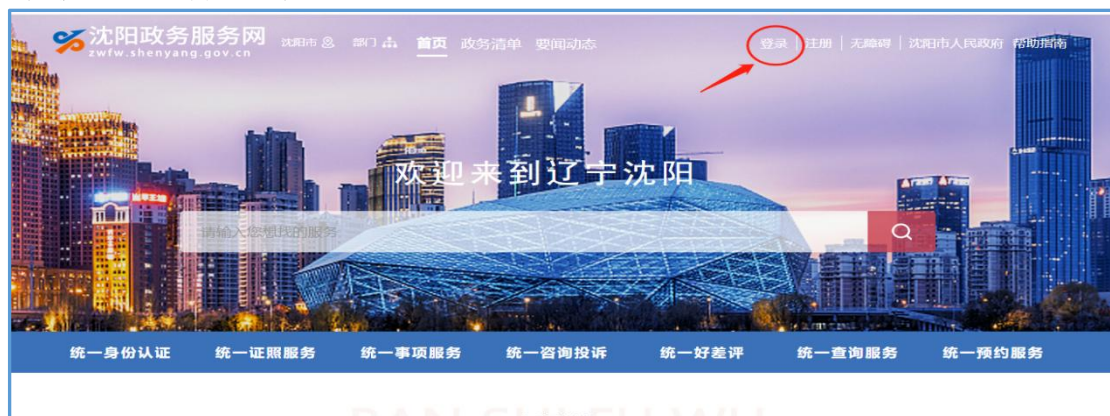 沈阳政务服务网 沈阳市 部门 首页 政务清单 要闻动态 登录 | 注册 | 无障碍 | 沈阳市人民政府 帮助指南
zwfw.shenyang.gov.cn
欢迎来到辽宁沈阳
请输入您想找的服务
统一身份认证 统一证照服务 统一事项服务 统一咨询投诉 统一好差评 统一查询服务 统一预约服务